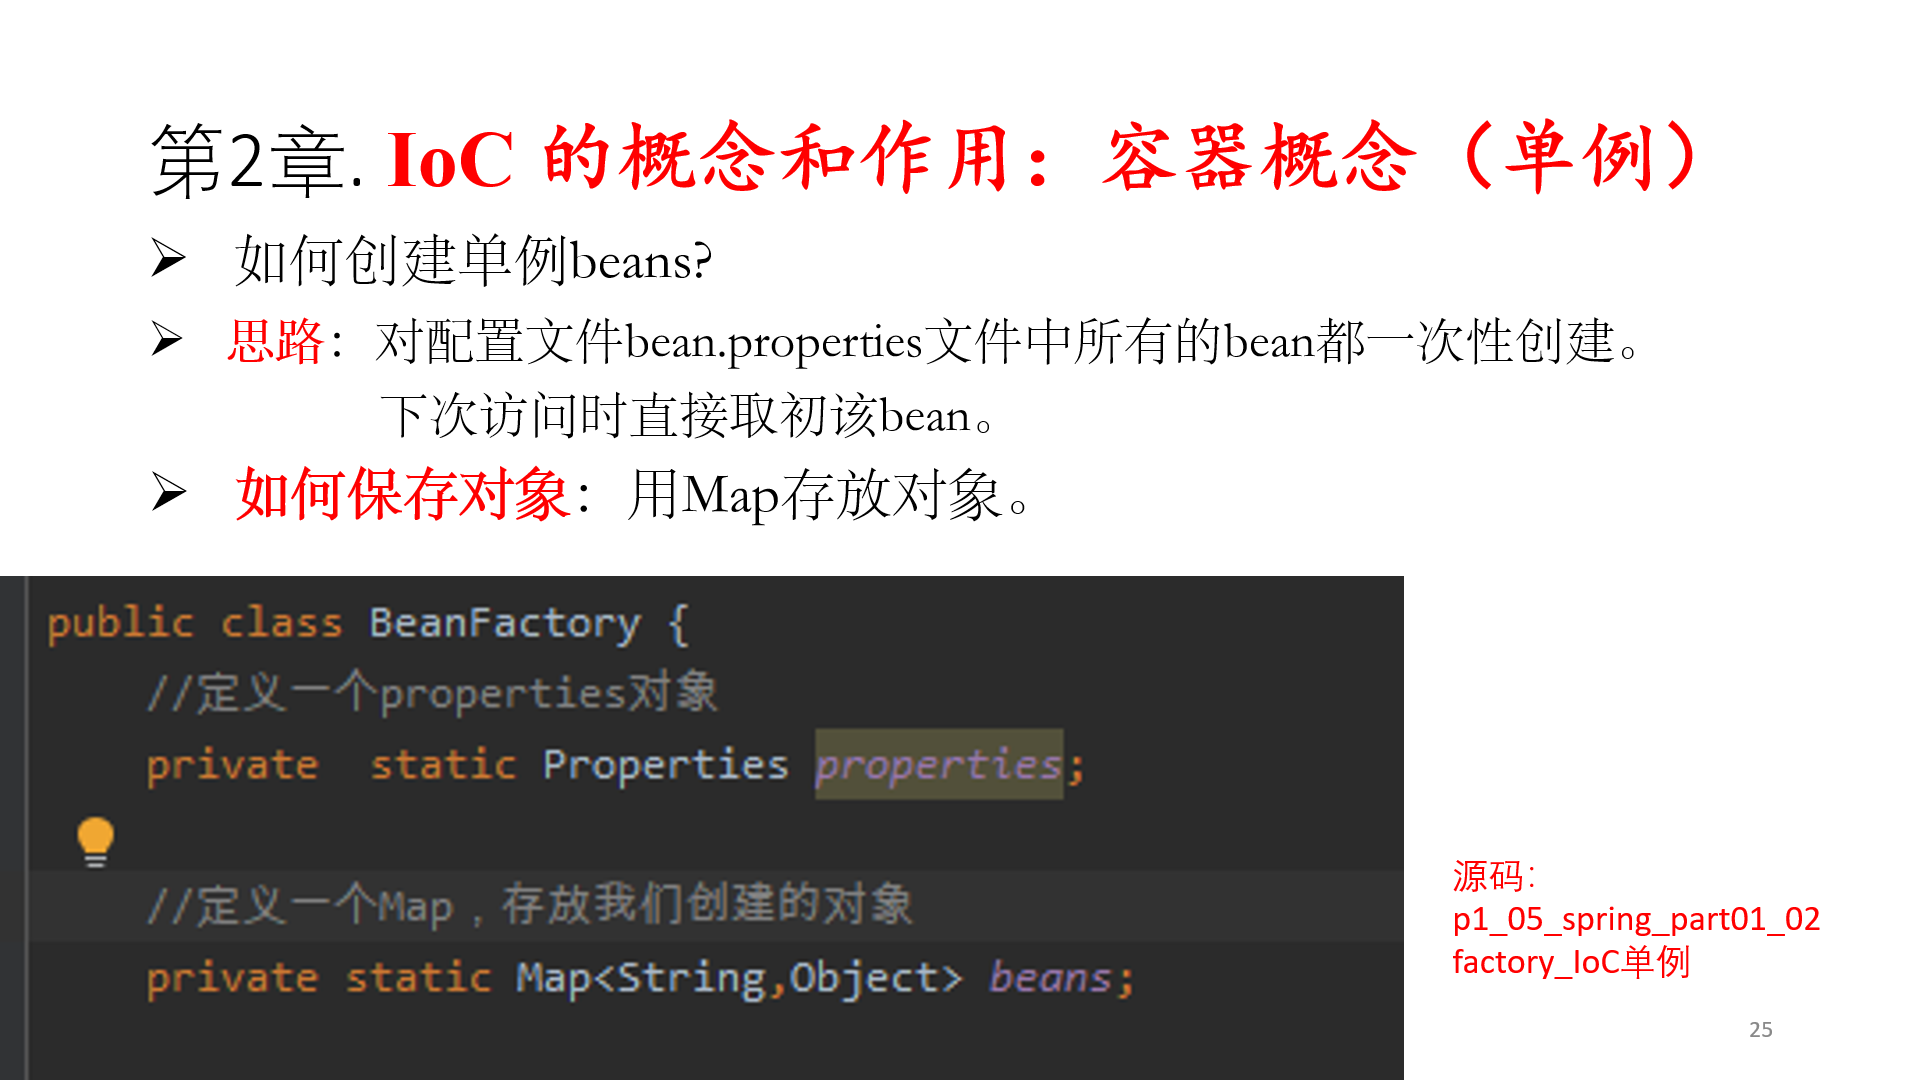 第2章. IoC 的概念和作用：容器概念（单例）
如何创建单例beans?
思路：对配置文件bean.properties文件中所有的bean都一次性创建。
下次访问时直接取初该bean。
如何保存对象：用Map存放对象。
public class BeanFactory {
//定义一个properties对象
private  static Properties properties;
//定义一个Map，存放我们创建的对象
private static Map<String,Object> beans;
源码：
p1_05_spring_part01_02
factory_IoC单例
25